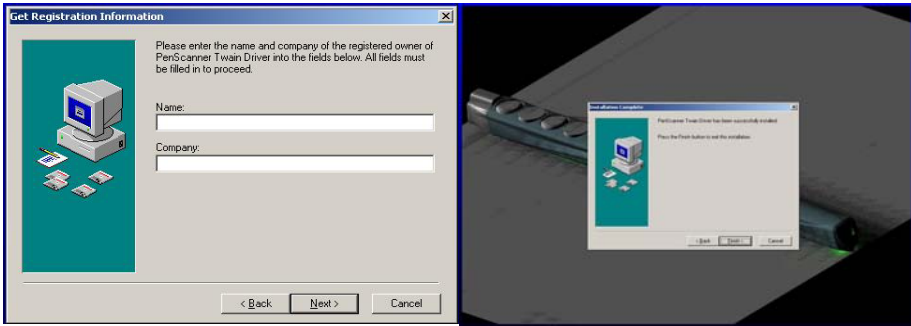 Get Registration Information
Please enter the name and company of the registered owner of
PenScanner Twain Driver into the fields below. All fields must
be filled in to proceed.
Name:
Company:
< Back
Next >
Cancel
Installation Complete
PenScanner Twain Driver has been successfully installed.
Press the Finish button to exit this installation.
< Back
Finish >
Cancel